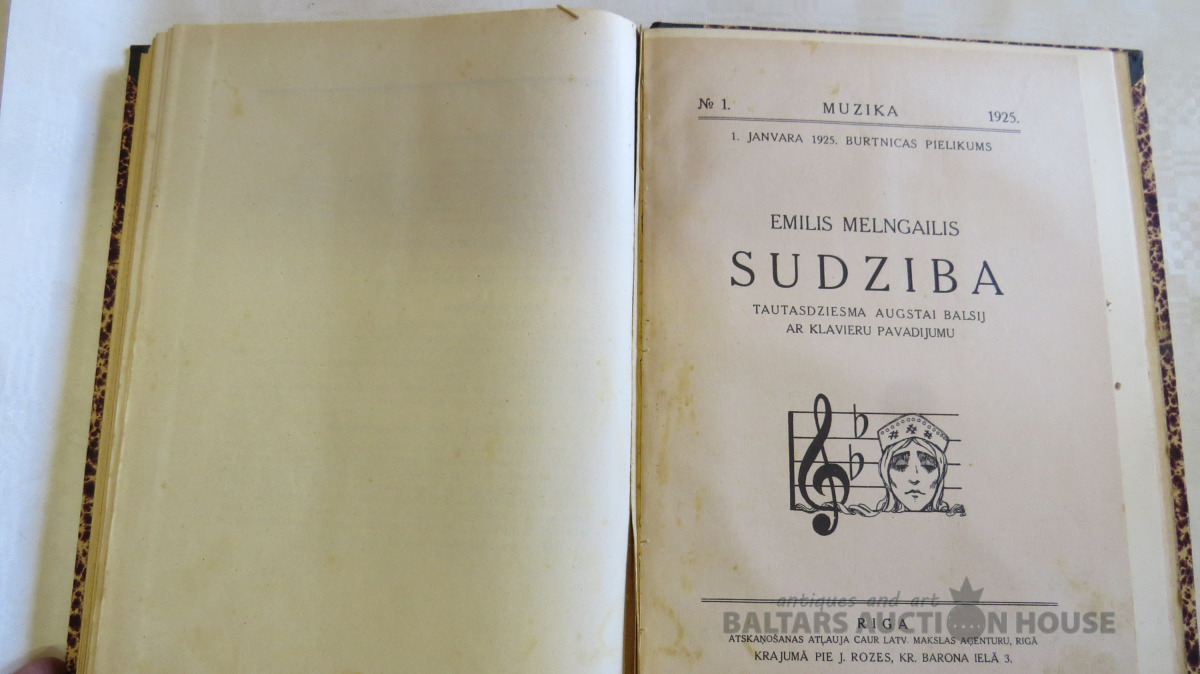 № 1. MUZIKA 1925.
1. JANVARA 1925. BURTNICAS PIELIKUMS
EMILIS MELNGAILIS
SUDZIBA
TAUTASDZIESMA AUGSTAI BALSIJ
AR KLAVIERU PAVADIJUMU
antiques and art
BALTARS AUCTION HOUSE
RIGA
ATSKAŅOŠANAS ATĻAUJA CAUR LATV. MAKSLAS AĢENTURU, RIGĀ
KRAJUMĀ PIE J. ROZES, KR. BARONA IELĀ 3.